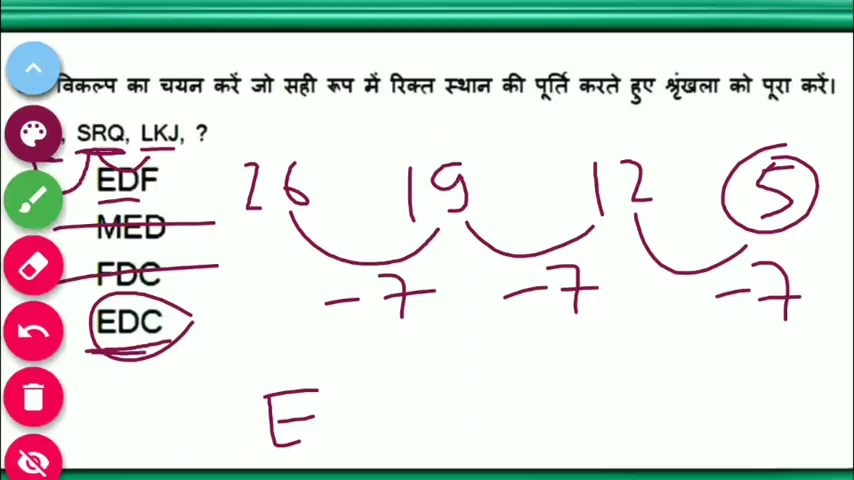 विकल्प का चयन करें जो सही रूप में रिक्त स्थान की पूर्ति करते हुए श्रृंखला को पूरा करें।
, SRQ, LKJ, ?
EDF
MED
FDC
EDC
26 19 12 5
-7 -7 -7
E